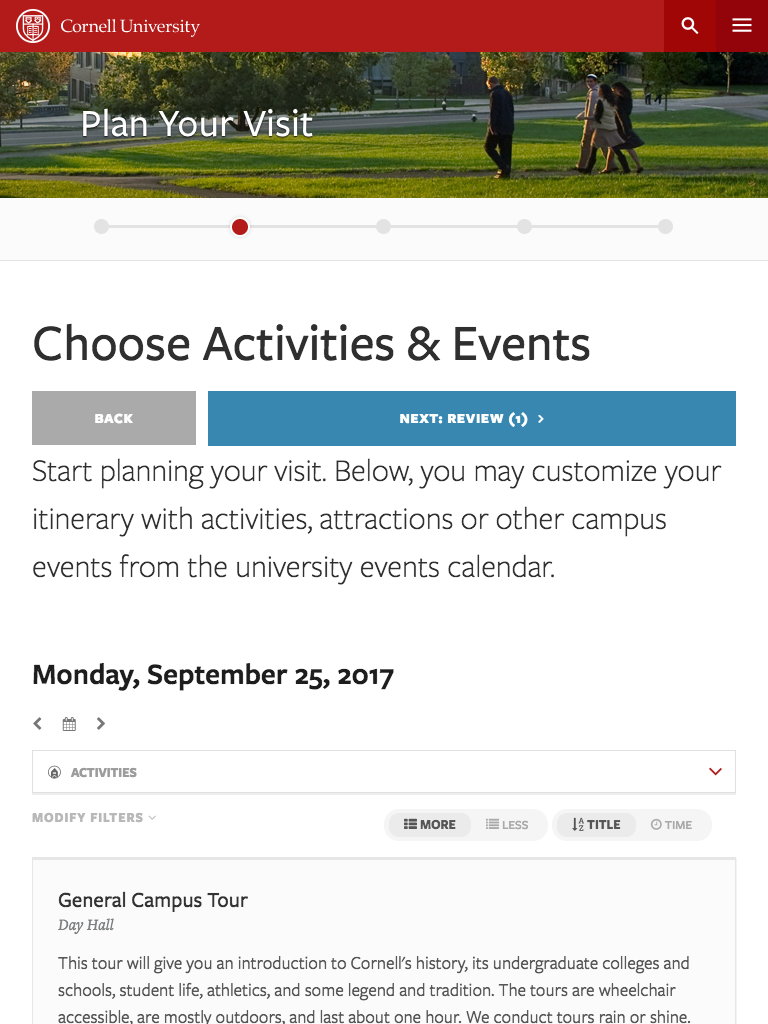 Cornell University
Plan Your Visit
Choose Activities & Events
BACK
NEXT: REVIEW (1) >
Start planning your visit. Below, you may customize your
itinerary with activities, attractions or other campus
events from the university events calendar.
Monday, September 25, 2017
ACTIVITIES
MODIFY FILTERS
MORE LESS TITLE TIME
General Campus Tour
Day Hall
This tour will give you an introduction to Cornell's history, its undergraduate colleges and
schools, student life, athletics, and some legend and tradition. The tours are wheelchair
accessible, are mostly outdoors, and last about one hour. We conduct tours rain or shine.